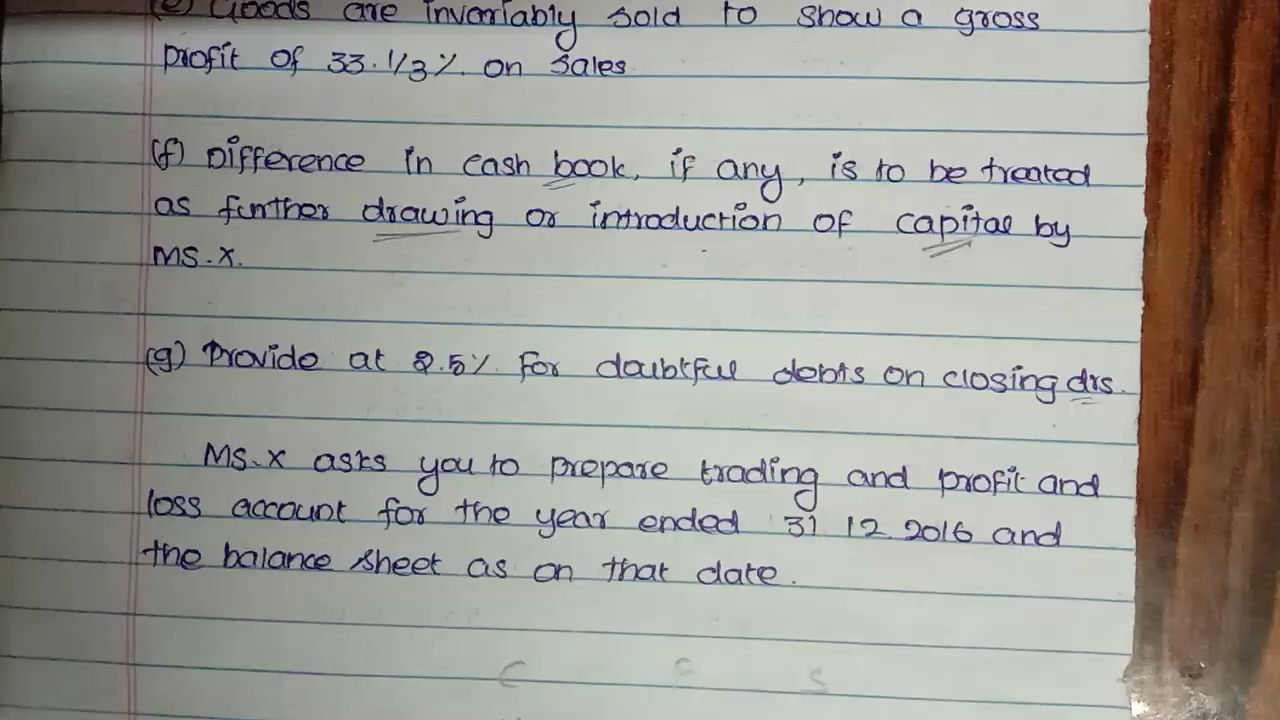 (e) Goods are invariably sold to show a gross
profit of 33.1/3% on sales
(f) Difference in cash book, if any, is to be treated
as further drawing or introduction of capital by
MS.X.
(g) Provide at 2.5% for doubtful debts on closing drs.
MS.X asks you to prepare trading and profit and
loss account for the year ended 31 12 2016 and
the balance sheet as on that date.